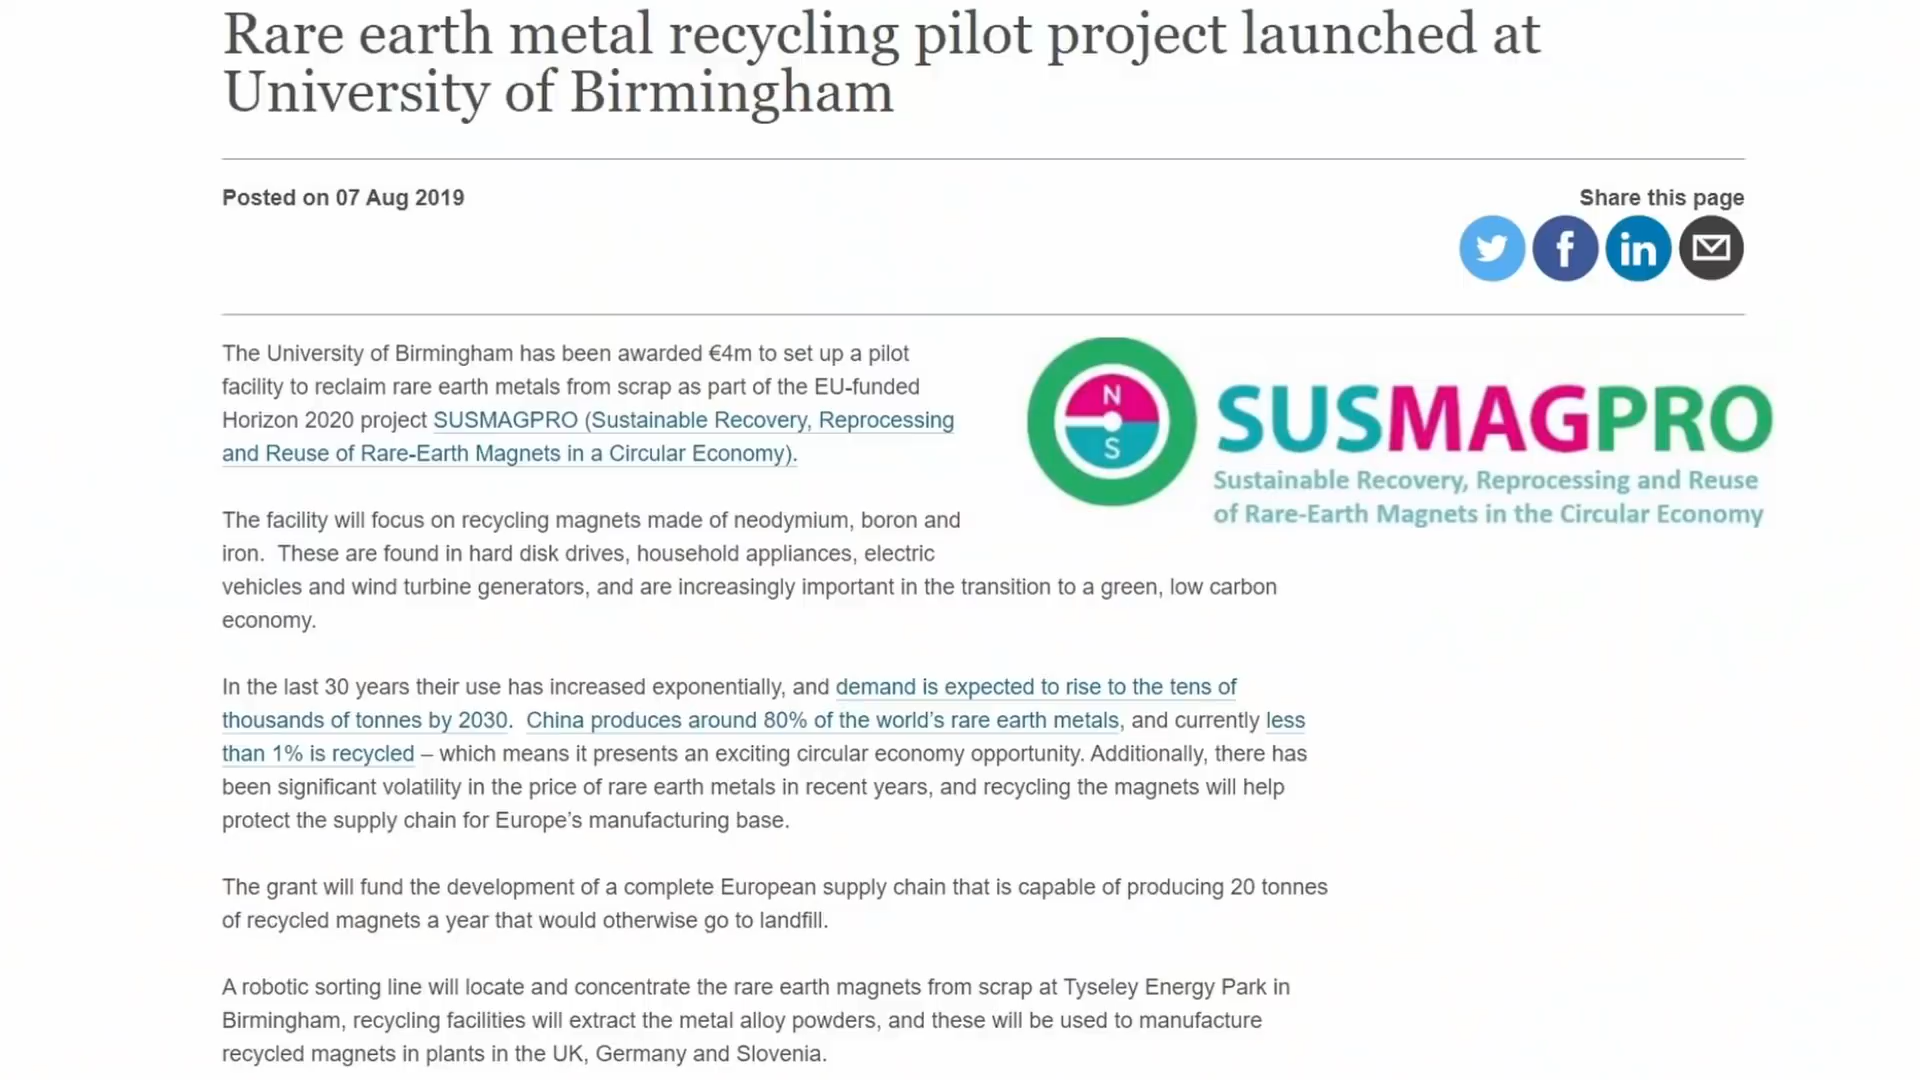 Rare earth metal recycling pilot project launched at
University of Birmingham
Posted on 07 Aug 2019
Share this page
The University of Birmingham has been awarded €4m to set up a pilot
facility to reclaim rare earth metals from scrap as part of the EU-funded
Horizon 2020 project SUSMAGPRO (Sustainable Recovery, Reprocessing
and Reuse of Rare-Earth Magnets in a Circular Economy).
N
S
SUSMAGPRO
Sustainable Recovery, Reprocessing and Reuse
of Rare-Earth Magnets in the Circular Economy
The facility will focus on recycling magnets made of neodymium, boron and
iron.  These are found in hard disk drives, household appliances, electric
vehicles and wind turbine generators, and are increasingly important in the transition to a green, low carbon
economy.
In the last 30 years their use has increased exponentially, and demand is expected to rise to the tens of
thousands of tonnes by 2030.  China produces around 80% of the world’s rare earth metals, and currently less
than 1% is recycled – which means it presents an exciting circular economy opportunity. Additionally, there has
been significant volatility in the price of rare earth metals in recent years, and recycling the magnets will help
protect the supply chain for Europe’s manufacturing base.
The grant will fund the development of a complete European supply chain that is capable of producing 20 tonnes
of recycled magnets a year that would otherwise go to landfill.
A robotic sorting line will locate and concentrate the rare earth magnets from scrap at Tyseley Energy Park in
Birmingham, recycling facilities will extract the metal alloy powders, and these will be used to manufacture
recycled magnets in plants in the UK, Germany and Slovenia.